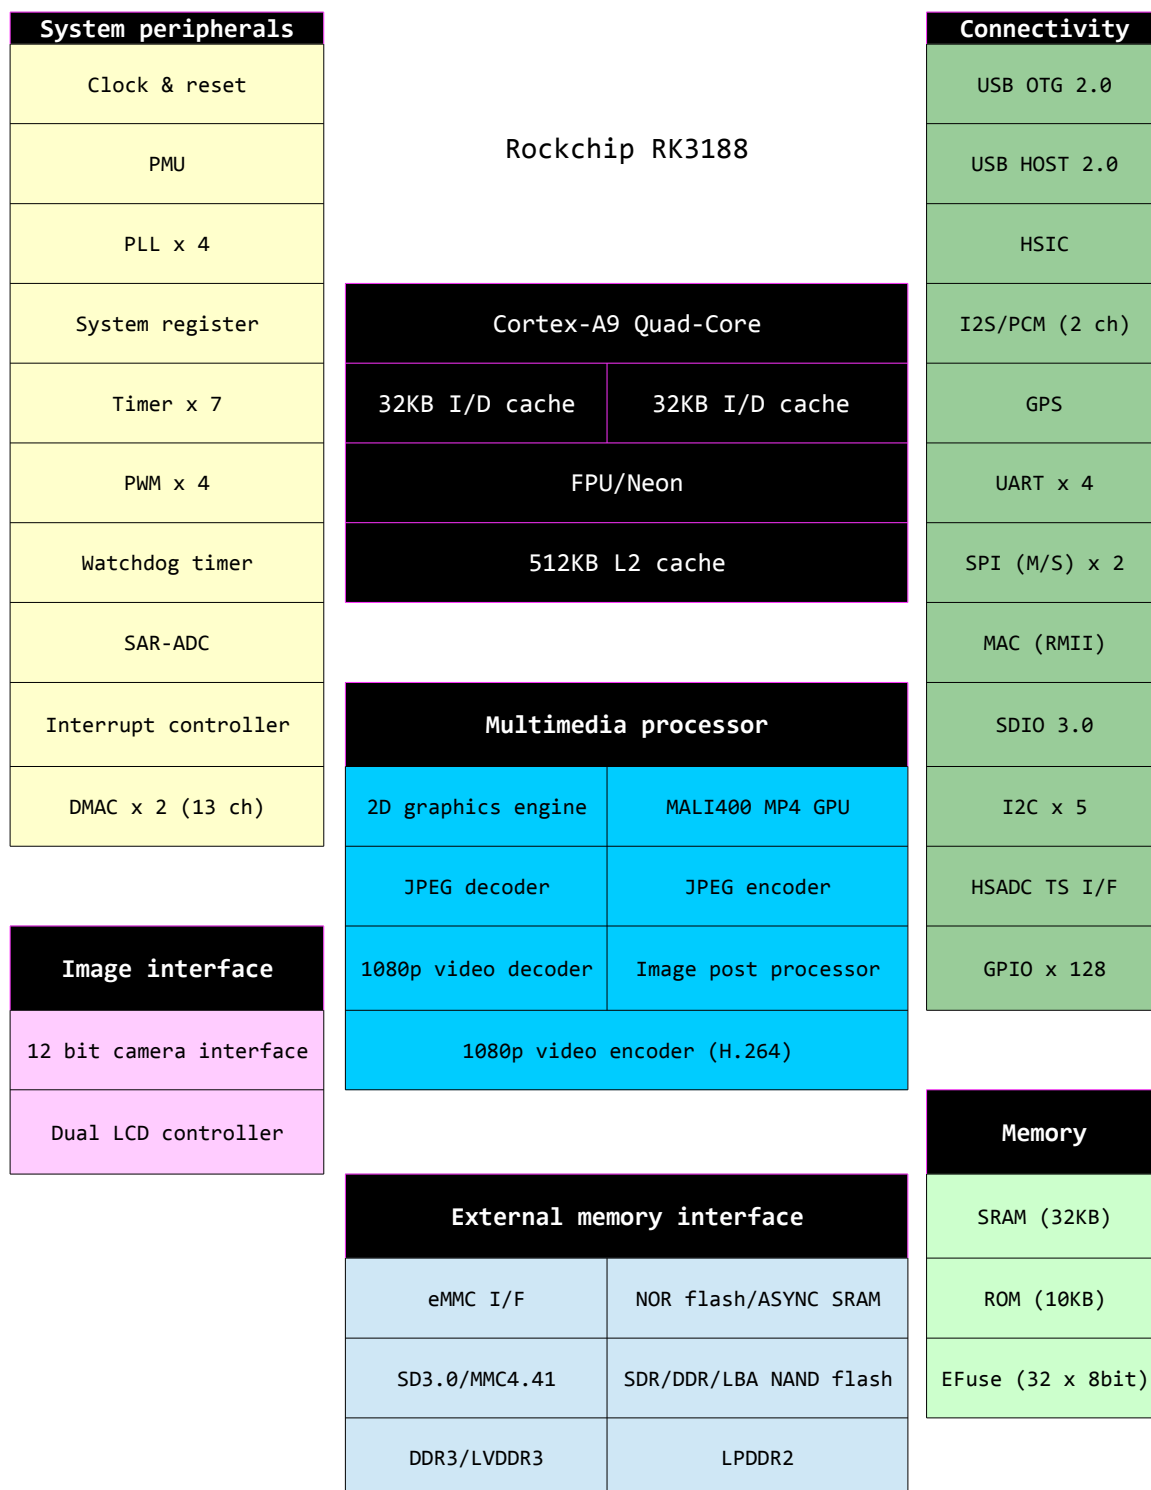 System peripherals
Clock & reset
PMU
PLL x 4
System register
Timer x 7
PWM x 4
Watchdog timer
SAR-ADC
Interrupt controller
DMAC x 2 (13 ch)
Image interface
12 bit camera interface
Dual LCD controller
Rockchip RK3188
Cortex-A9 Quad-Core
32KB I/D cache
32KB I/D cache
FPU/Neon
512KB L2 cache
Multimedia processor
2D graphics engine
MALI400 MP4 GPU
JPEG decoder
JPEG encoder
1080p video decoder
Image post processor
1080p video encoder (H.264)
External memory interface
eMMC I/F
NOR flash/ASYNC SRAM
SD3.0/MMC4.41
SDR/DDR/LBA NAND flash
DDR3/LVDDR3
LPDDR2
Connectivity
USB OTG 2.0
USB HOST 2.0
HSIC
I2S/PCM (2 ch)
GPS
UART x 4
SPI (M/S) x 2
MAC (RMII)
SDIO 3.0
I2C x 5
HSADC TS I/F
GPIO x 128
Memory
SRAM (32KB)
ROM (10KB)
EFuse (32 x 8bit)